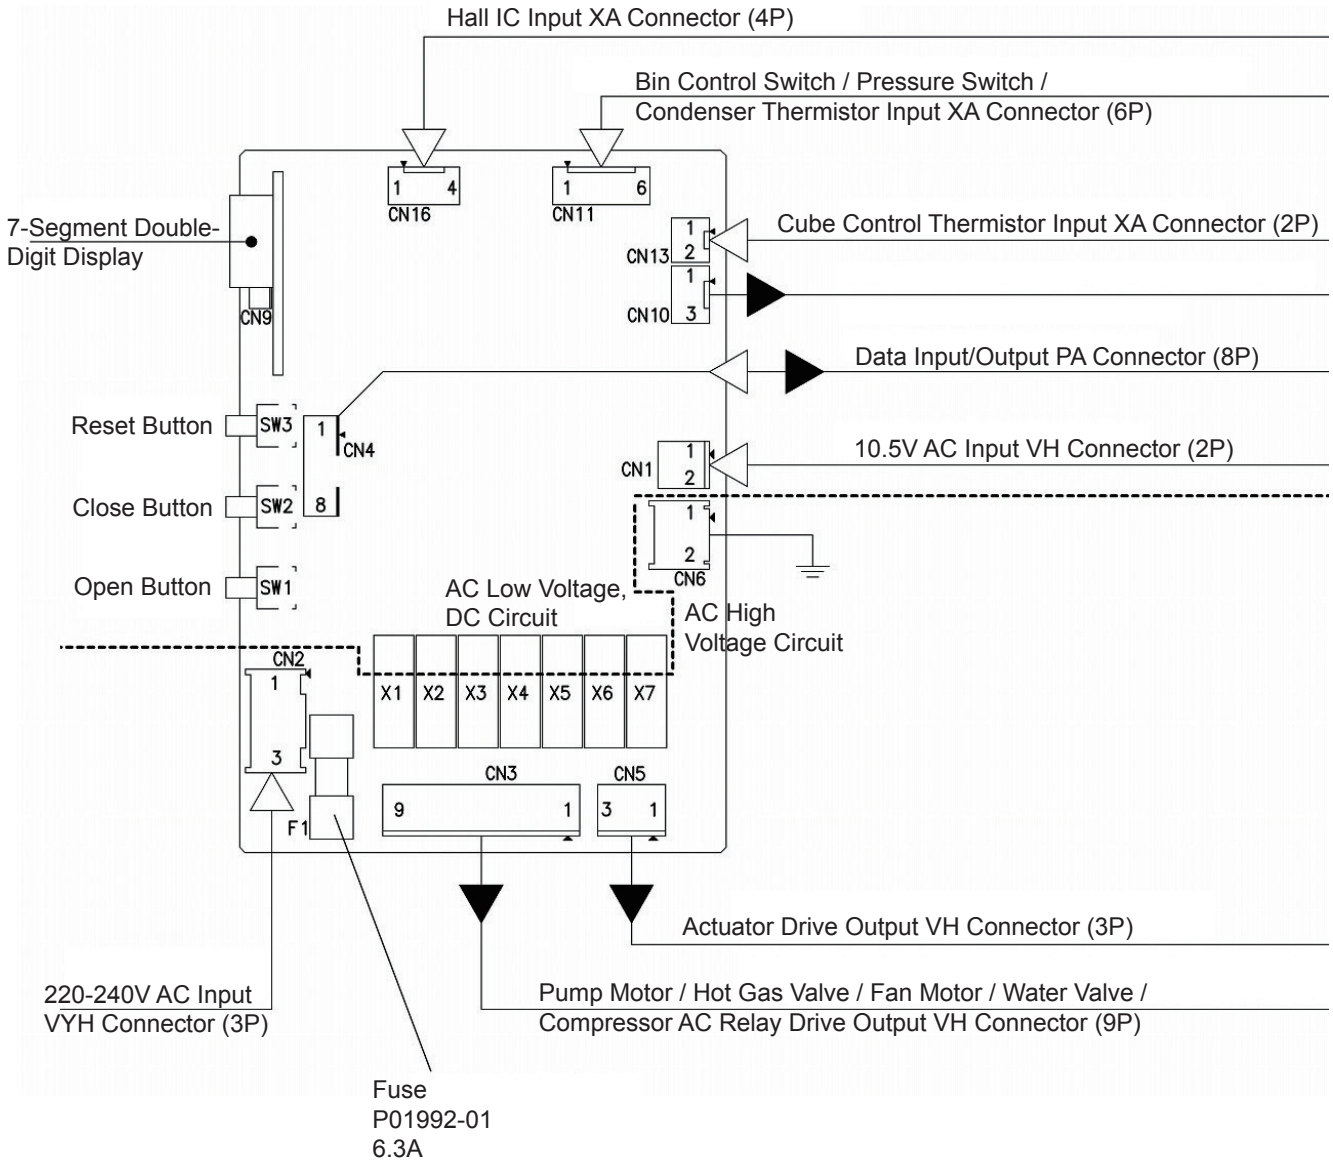 Hall IC Input XA Connector (4P)
Bin Control Switch / Pressure Switch /
Condenser Thermistor Input XA Connector (6P)
1 4
CN16
1 6
CN11
7-Segment Double-
Digit Display
CN9
1
2
CN13
Cube Control Thermistor Input XA Connector (2P)
1
3
CN10
Data Input/Output PA Connector (8P)
Reset Button
SW3
1
CN4
8
Close Button
SW2
Open Button
SW1
10.5V AC Input VH Connector (2P)
CN1
1
2
1
2
CN6
AC Low Voltage,
DC Circuit
AC High
Voltage Circuit
CN2
1
3
X1 X2 X3 X4 X5 X6 X7
F1
CN3
9 1
CN5
3 1
Actuator Drive Output VH Connector (3P)
220-240V AC Input
VYH Connector (3P)
Pump Motor / Hot Gas Valve / Fan Motor / Water Valve /
Compressor AC Relay Drive Output VH Connector (9P)
Fuse
P01992-01
6.3A